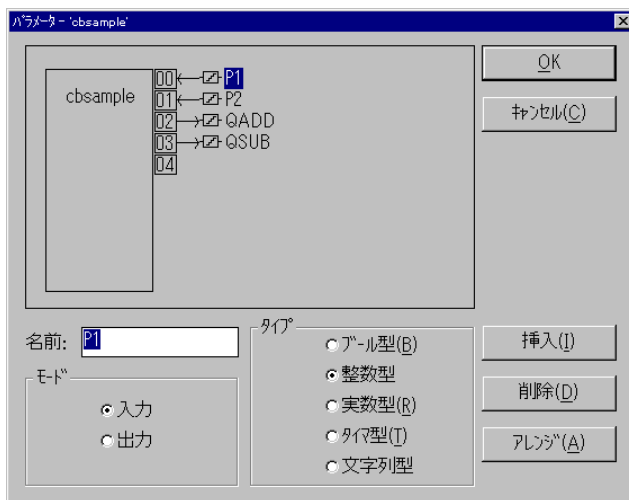 ﾊﾟﾗﾒｰﾀｰ - 'cbsample'
cbsample
00 P1
01 P2
02 QADD
03 QSUB
04
OK
ｷｬﾝｾﾙ(C)
名前: P1
ﾓｰﾄﾞ
入力
出力
ﾀｲﾌﾟ
ﾌﾞｰﾙ型(B)
整数型
実数型(R)
ﾀｲﾏ型(T)
文字列型
挿入(I)
削除(D)
ｱﾚﾝｼﾞ(A)